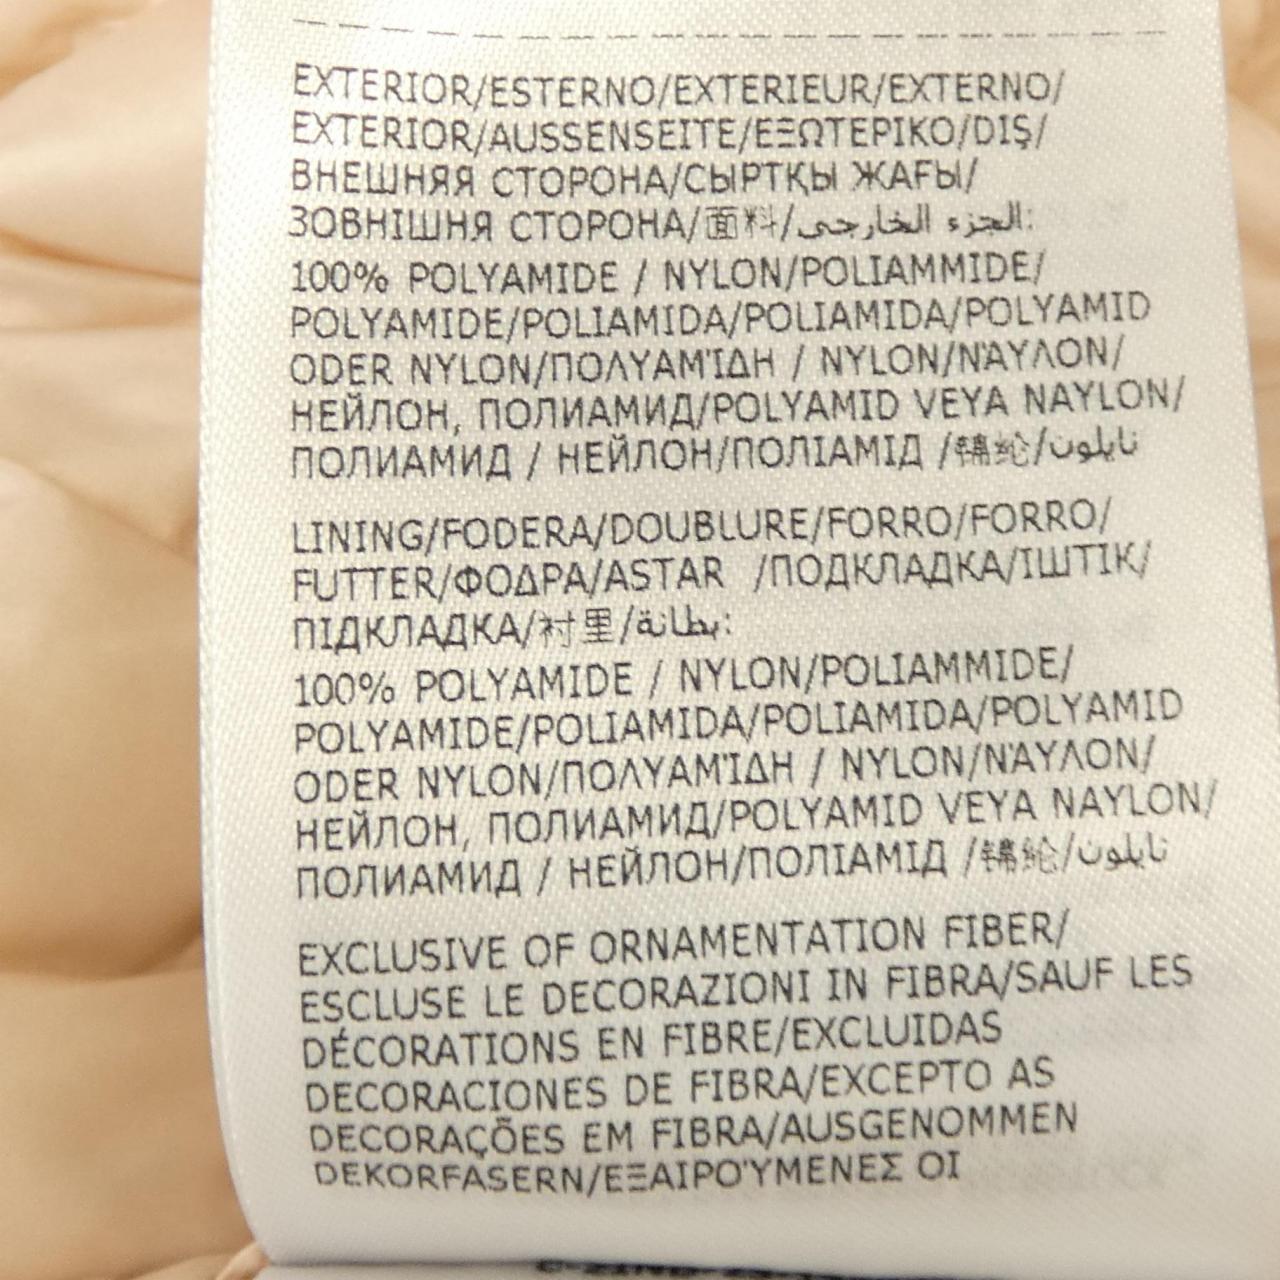 EXTERIOR/ESTERNO/EXTERIEUR/EXTERNO/
EXTERIOR/AUSSENSEITE/ΕΞΩΤΕΡΙΚΟ/DIŞ/
ВНЕШНЯЯ СТОРОНА/СЫРТҚЫ ЖАҒЫ/
ЗОВНІШНЯ СТОРОНА/面料/الجزء الخارجى:
100% POLYAMIDE / NYLON/POLIAMMIDE/
POLYAMIDE/POLIAMIDA/POLIAMIDA/POLYAMID
ODER NYLON/ΠΟΛΥΑΜΊΔΗ / NYLON/ΝΆΥΛΟΝ/
НЕЙЛОН, ПОЛИАМИД/POLYAMID VEYA NAYLON/
ПОЛИАМИД / НЕЙЛОН/ПОЛІАМІД /锦纶/نايلون
LINING/FODERA/DOUBLURE/FORRO/FORRO/
FUTTER/ΦΟΔΡΑ/ASTAR /ПОДКЛАДКА/ІШТІК/
ПІДКЛАДКА/衬里/بطانة:
100% POLYAMIDE / NYLON/POLIAMMIDE/
POLYAMIDE/POLIAMIDA/POLIAMIDA/POLYAMID
ODER NYLON/ΠΟΛΥΑΜΊΔΗ / NYLON/ΝΆΥΛΟΝ/
НЕЙЛОН, ПОЛИАМИД/POLYAMID VEYA NAYLON/
ПОЛИАМИД / НЕЙЛОН/ПОЛІАМІД /锦纶/نايلون
EXCLUSIVE OF ORNAMENTATION FIBER/
ESCLUSE LE DECORAZIONI IN FIBRA/SAUF LES
DÉCORATIONS EN FIBRE/EXCLUIDAS
DECORACIONES DE FIBRA/EXCEPTO AS
DECORAÇÕES EM FIBRA/AUSGENOMMEN
DEKORFASERN/ΕΞΑΙΡΟΎΜΕΝΕΣ ΟΙ